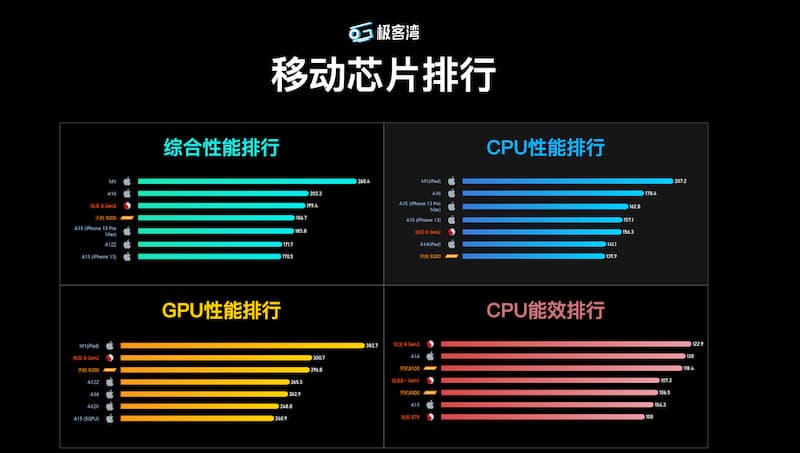 极客湾
移动芯片排行
综合性能排行
M1 260.4
A16 203.3
骁龙 8 Gen2 199.4
天玑 9200 186.7
A15 (iPhone 13 Pro Max) 185.8
A12Z 171.7
A15 (iPhone 13) 170.5
CPU性能排行
M1(iPad) 207.2
A16 170.4
A15 (iPhone 13 Pro Max) 162.8
A15 (iPhone 13) 157.1
骁龙 8 Gen2 156.3
A14(iPad) 141.1
天玑 9200 139.9
GPU性能排行
M1(iPad) 382.7
骁龙 8 Gen2 300.7
天玑 9200 296.8
A12Z 265.5
A16 262.9
A12X 248.8
A15 (5GPU) 240.9
CPU能效排行
骁龙 8 Gen2 122.9
120
天玑8100 118.4
骁龙8+ Gen1 107.3
天玑9000 106.5
A13 104.3
骁龙 870 100